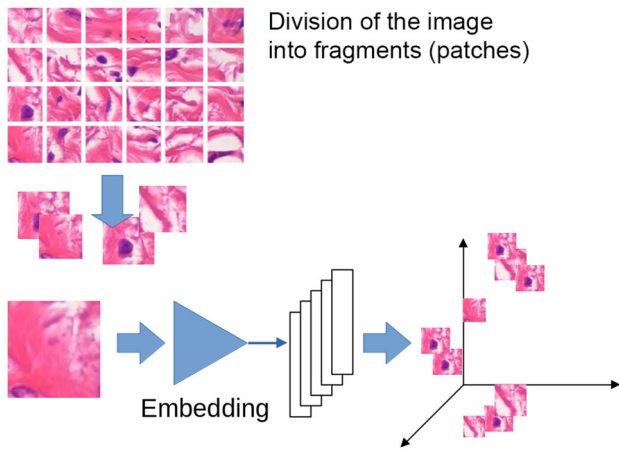 Division of the image
into fragments (patches)
Embedding